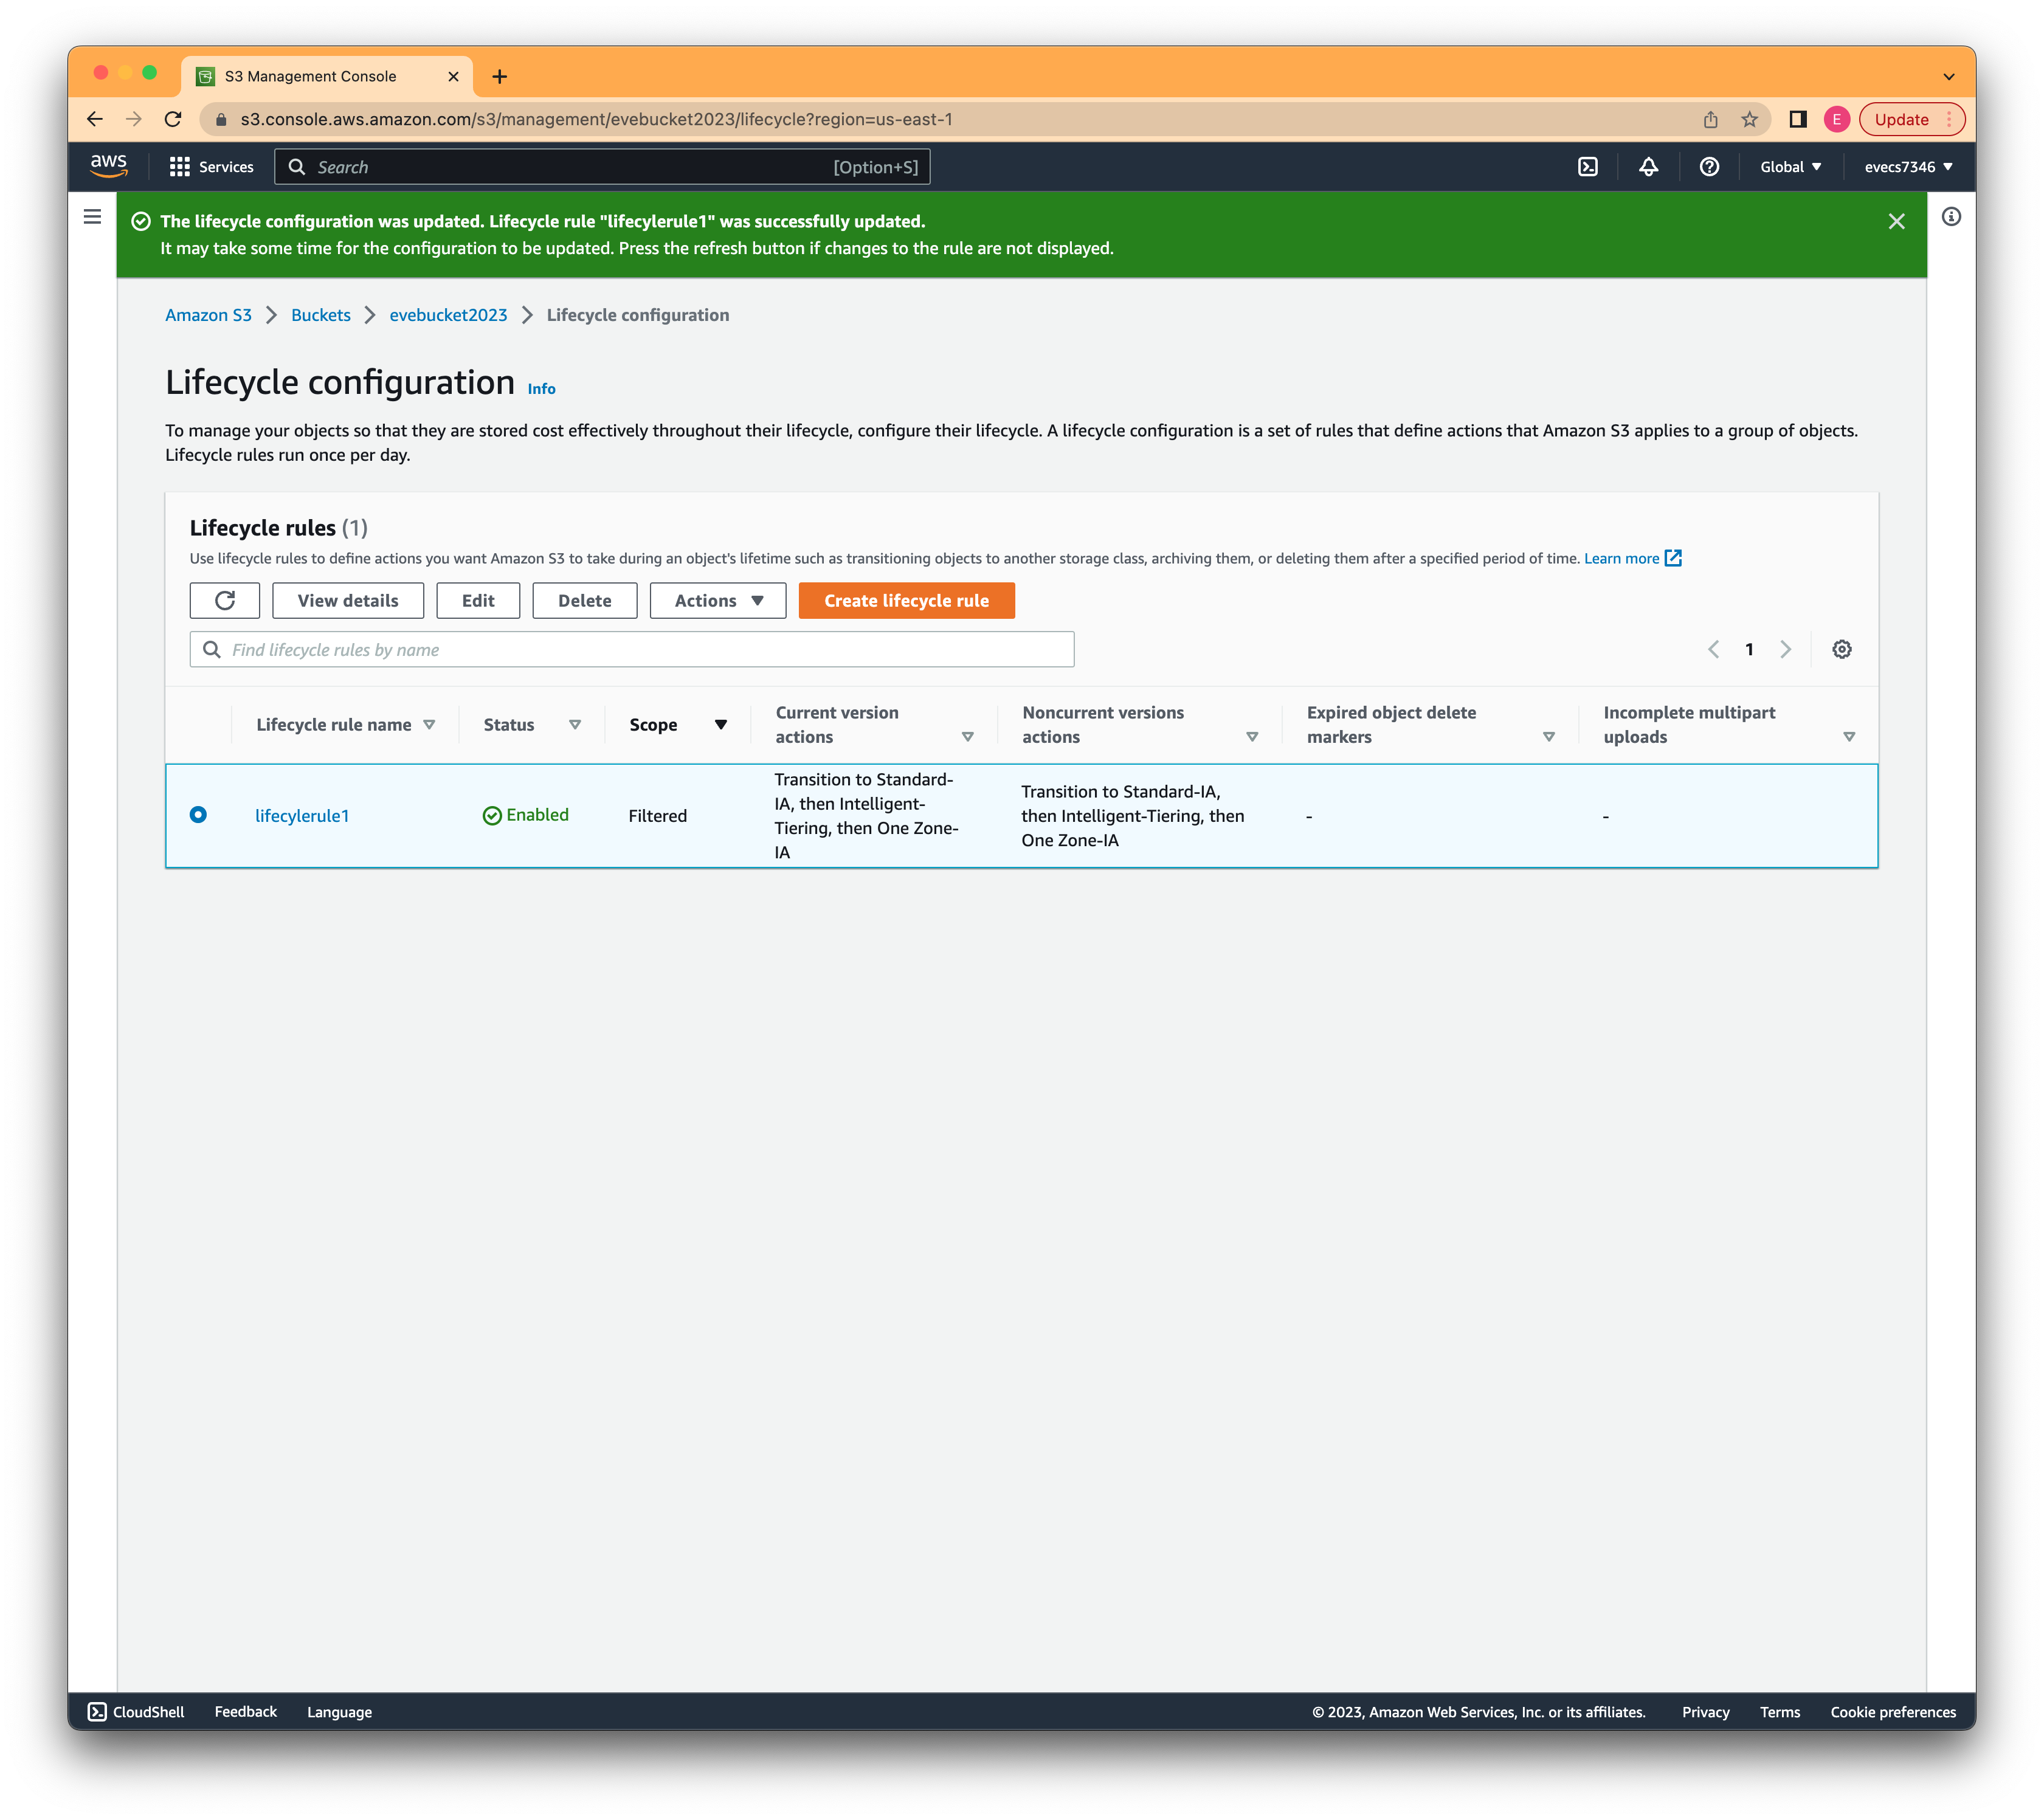 S3 Management Console
s3.console.aws.amazon.com/s3/management/evebucket2023/lifecycle?region=us-east-1
E
Update
aws
Services
Search
[Option+S]
Global
evecs7346
The lifecycle configuration was updated. Lifecycle rule "lifecylerule1" was successfully updated.
It may take some time for the configuration to be updated. Press the refresh button if changes to the rule are not displayed.
Amazon S3
Buckets
evebucket2023
Lifecycle configuration
Lifecycle configuration
Info
To manage your objects so that they are stored cost effectively throughout their lifecycle, configure their lifecycle. A lifecycle configuration is a set of rules that define actions that Amazon S3 applies to a group of objects.
Lifecycle rules run once per day.
Lifecycle rules (1)
Use lifecycle rules to define actions you want Amazon S3 to take during an object's lifetime such as transitioning objects to another storage class, archiving them, or deleting them after a specified period of time. Learn more
View details
Edit
Delete
Actions
Create lifecycle rule
Find lifecycle rules by name
1
Lifecycle rule name
Status
Scope
Current version
actions
Noncurrent versions
actions
Expired object delete
markers
Incomplete multipart
uploads
lifecylerule1
Enabled
Filtered
Transition to Standard-
IA, then Intelligent-
Tiering, then One Zone-
IA
Transition to Standard-IA,
then Intelligent-Tiering, then
One Zone-IA
-
-
CloudShell
Feedback
Language
© 2023, Amazon Web Services, Inc. or its affiliates.
Privacy
Terms
Cookie preferences